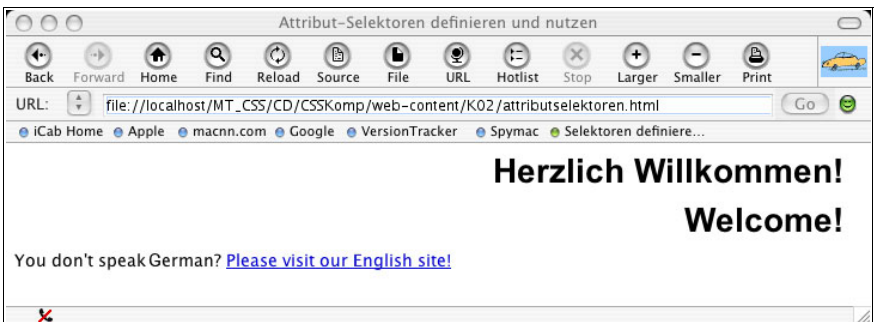 Attribut-Selektoren definieren und nutzen
Back Forward Home Find Reload Source File URL Hotlist Stop Larger Smaller Print
URL: file://localhost/MT_CSS/CD/CSSKomp/web-content/K02/attributselektoren.html Go
iCab Home Apple macnn.com Google VersionTracker Spymac Selektoren definiere...
Herzlich Willkommen!
Welcome!
You don't speak German? Please visit our English site!